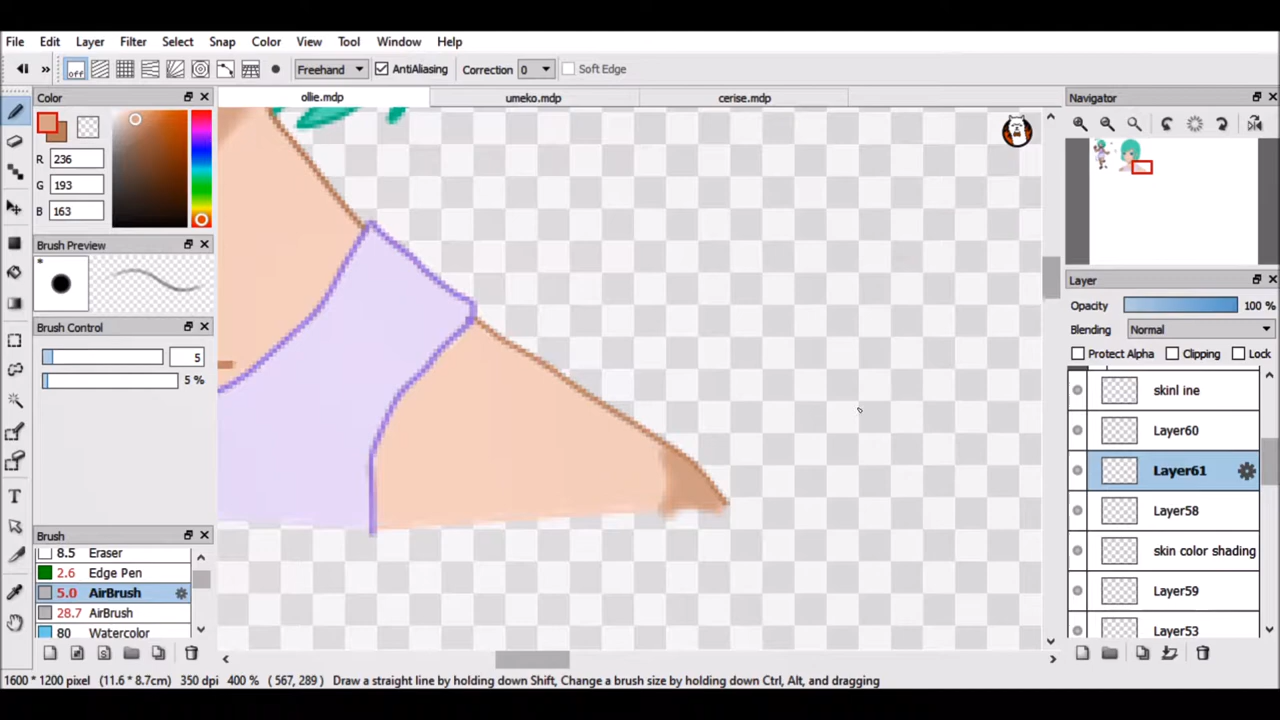 File Edit Layer Filter Select Snap Color View Tool Window Help
off Freehand AntiAliasing Correction 0 Soft Edge
Color
ollie.mdp umeko.mdp cerise.mdp
Navigator
R 236
G 193
B 163
Brush Preview
*
Layer
Opacity 100 %
Brush Control
Blending Normal
5
Protect Alpha Clipping Lock
5 %
skinl ine
Layer60
Layer61
Layer58
Brush
8.5 Eraser
skin color shading
2.6 Edge Pen
5.0 AirBrush
Layer59
28.7 AirBrush
80 Watercolor
Layer53
T
1600 * 1200 pixel (11.6 * 8.7cm) 350 dpi 400 % ( 567, 289 ) Draw a straight line by holding down Shift, Change a brush size by holding down Ctrl, Alt, and dragging